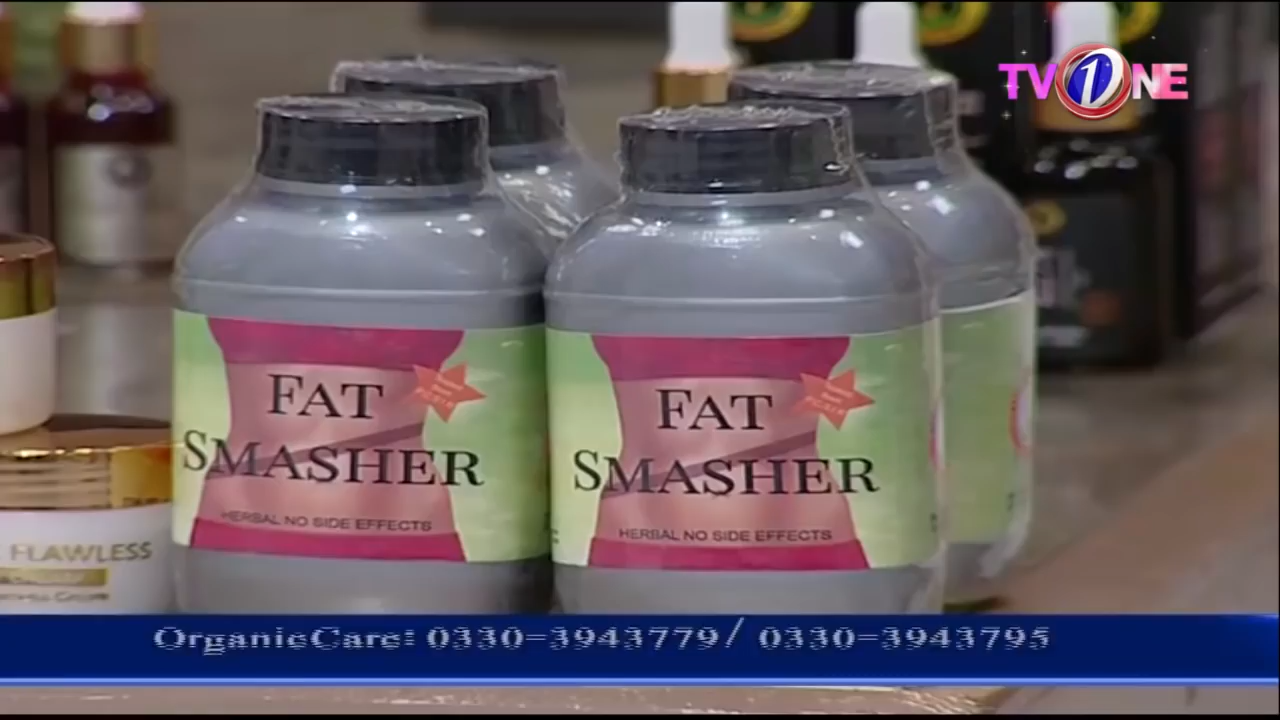 TV ONE
FAT
SMASHER
HERBAL NO SIDE EFFECTS
FAT
SMASHER
HERBAL NO SIDE EFFECTS
FLAWLESS
OrganicCare: 0330-3943779/ 0330-3943795